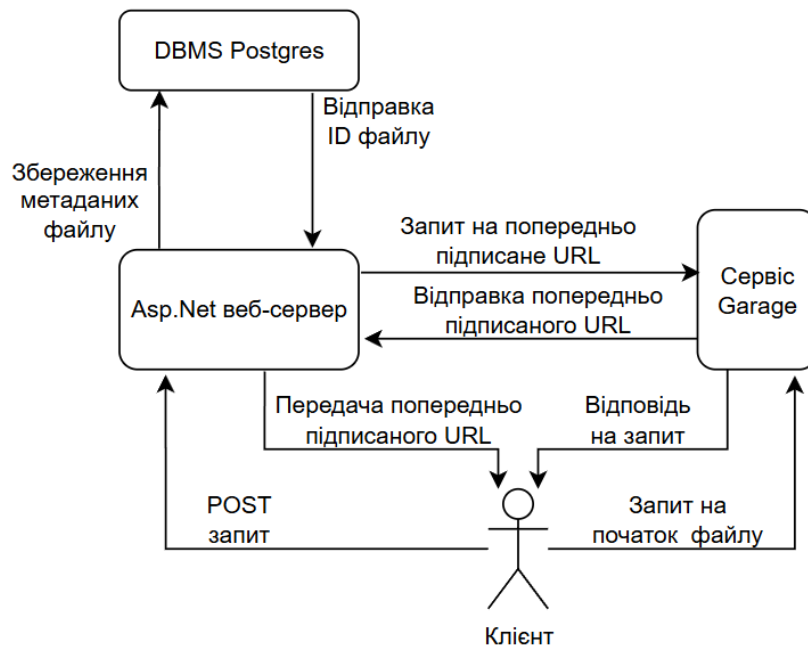 DBMS Postgres
Відправка
ID файлу
Збереження
метаданих
файлу
Запит на попередньо
підписане URL
Сервіс
Garage
Asp.Net веб-сервер
Відправка попередньо
підписаного URL
Передача попередньо
підписаного URL
Відповідь
на запит
POST
запит
Запит на
початок файлу
Клієнт